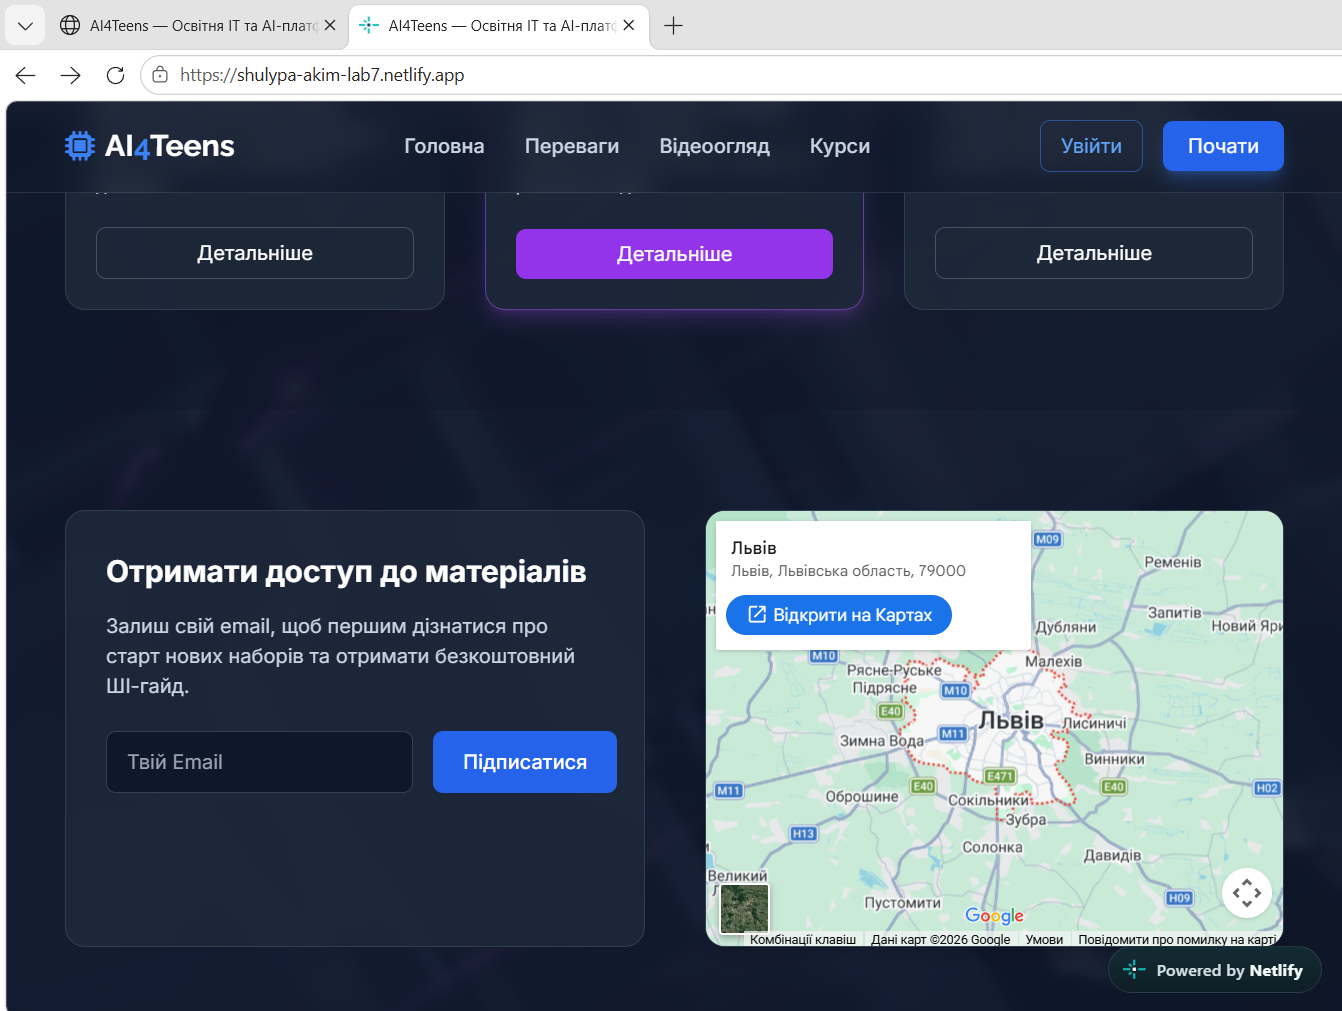 AI4Teens — Освітня IT та AI-платф
AI4Teens — Освітня IT та AI-платф
https://shulypa-akim-lab7.netlify.app
AI4Teens
Головна
Переваги
Відеоогляд
Курси
Увійти
Почати
Детальніше
Детальніше
Детальніше
Отримати доступ до матеріалів
Залиш свій email, щоб першим дізнатися про
старт нових наборів та отримати безкоштовний
ШІ-гайд.
Твій Email
Підписатися
Львів
Львів, Львівська область, 79000
Відкрити на Картах
M09
Ременів
Запитів
Новий Яри
Дубляни
M10
Малехів
Рясне-Руське
Підрясне
M10
E40
Львів
Лисиничі
M11
Зимна Вода
Винники
E471
M11
Оброшине
E40
Сокільники
E40
H02
Зубра
H13
Солонка
Давидів
Великий
Пустомити
H09
Google
Комбінації клавіш
Дані карт ©2026 Google
Умови
Повідомити про помилку на карті
Powered by Netlify